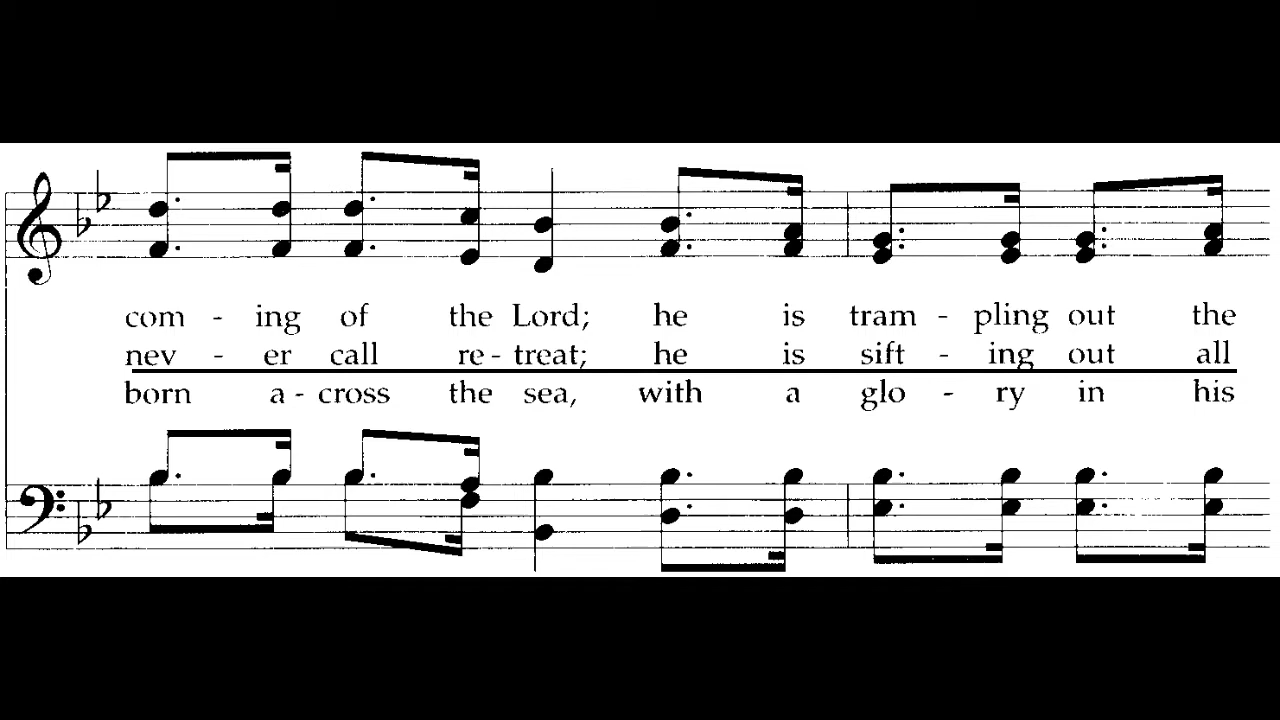 com - ing of the Lord; he is tram - pling out the
nev - er call re - treat; he is sift - ing out all
born a - cross the sea, with a glo - ry in his